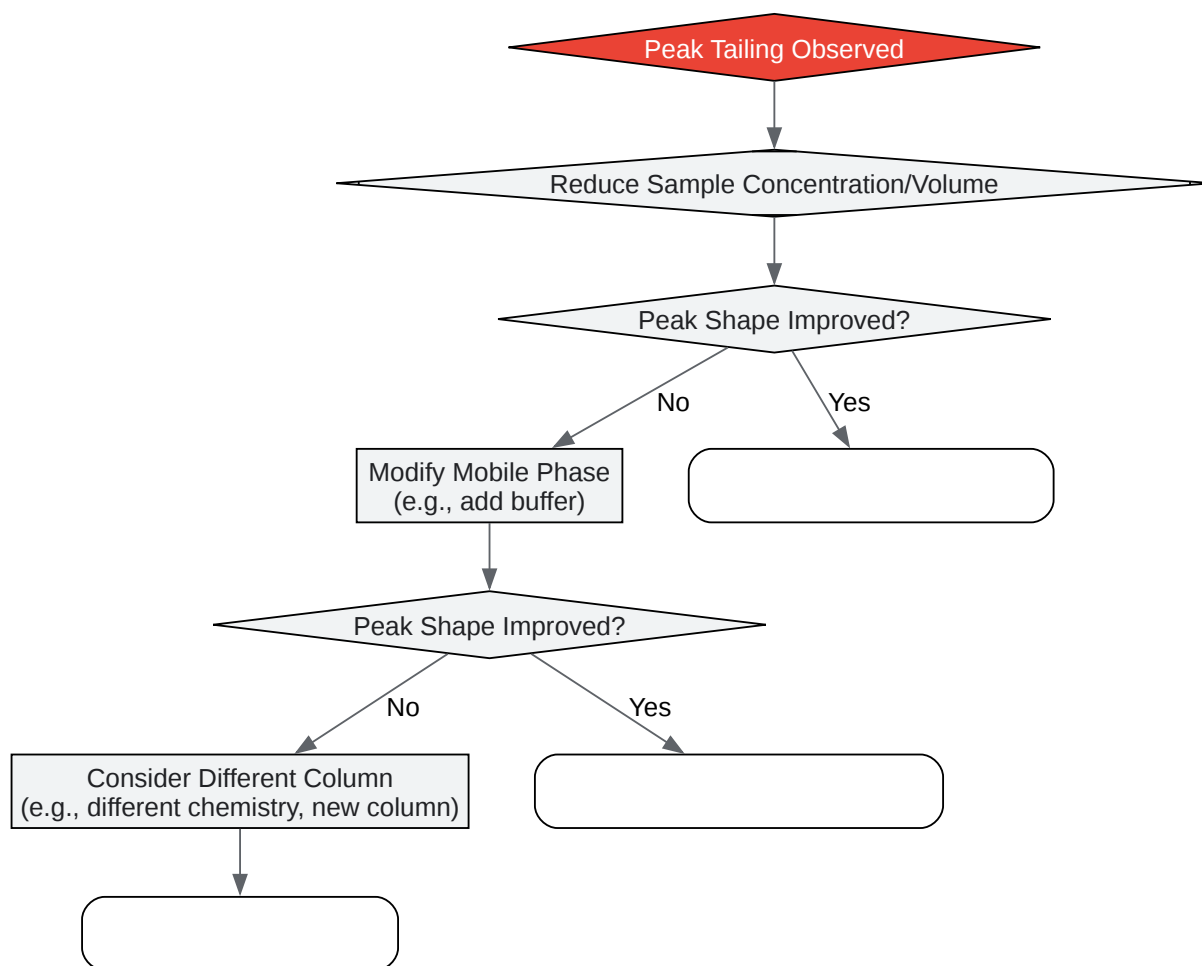 Peak Tailing Observed
Reduce Sample Concentration/Volume
Peak Shape Improved?
No
Yes
Modify Mobile Phase
(e.g., add buffer)
Peak Shape Improved?
No
Yes
Consider Different Column
(e.g., different chemistry, new column)